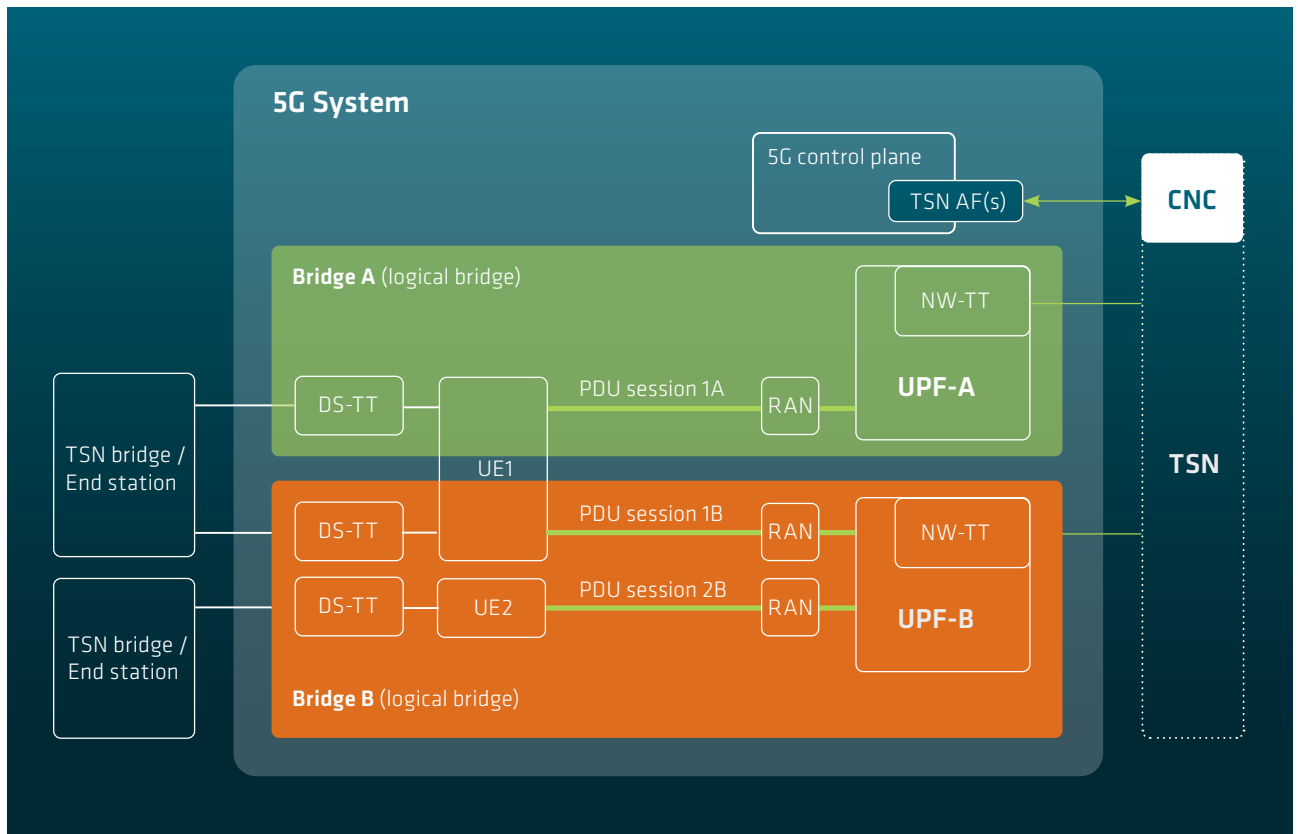 5G System
5G control plane
TSN AF(s)
CNC
Bridge A (logical bridge)
NW-TT
UPF-A
DS-TT
PDU session 1A
RAN
TSN bridge /
End station
UE1
TSN
DS-TT
PDU session 1B
RAN
NW-TT
UPF-B
DS-TT
UE2
PDU session 2B
RAN
TSN bridge /
End station
Bridge B (logical bridge)